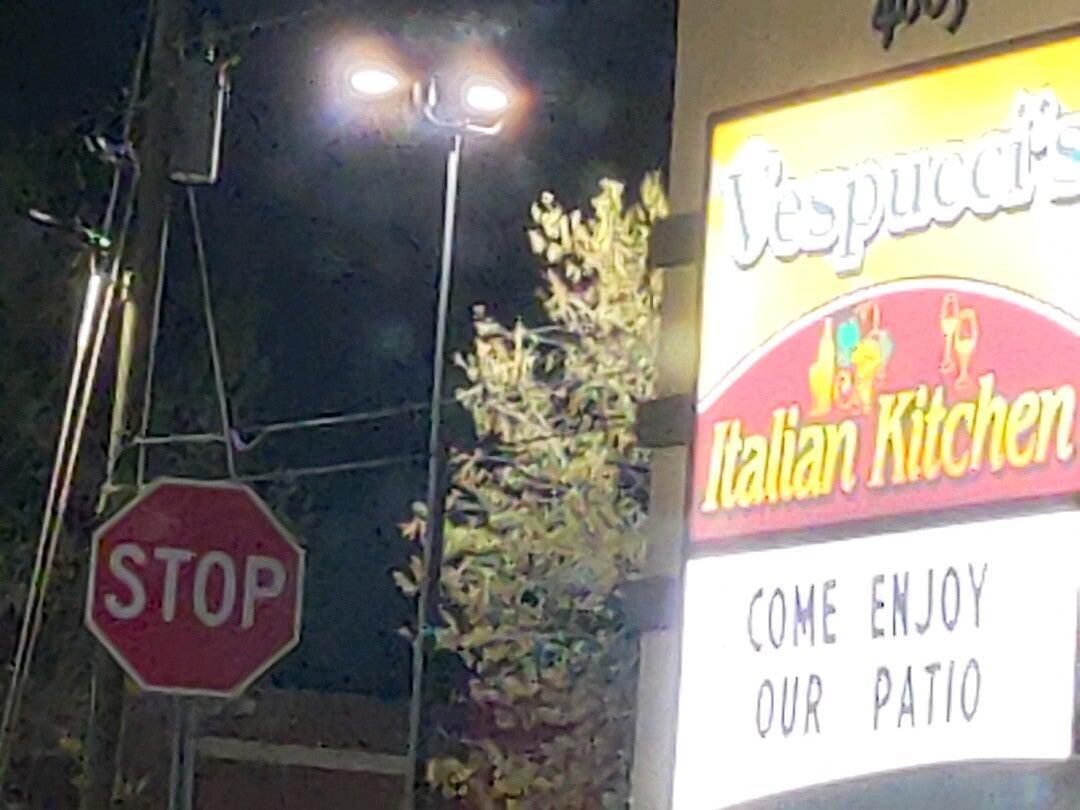 Vespucci's
Italian Kitchen
STOP
COME ENJOY
OUR PATIO